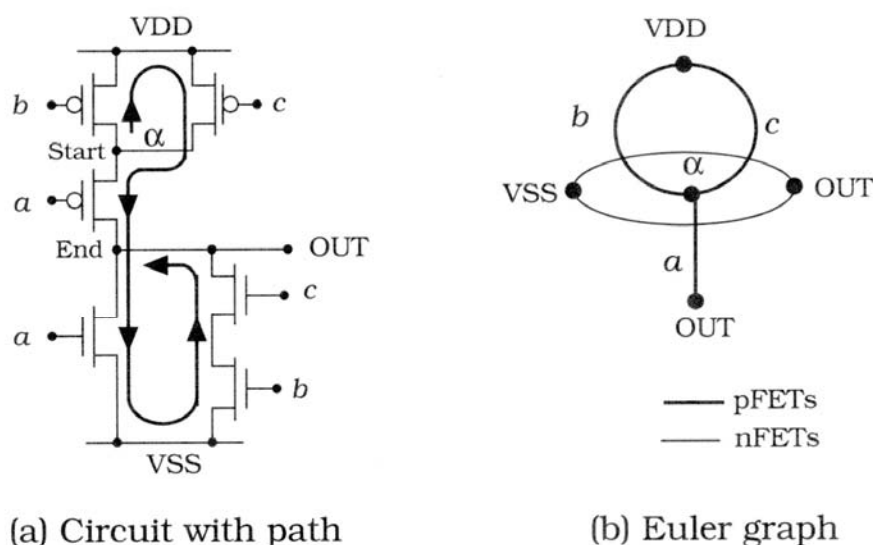 VDD
b
c
Start
α
a
End
OUT
c
a
b
VSS
(a) Circuit with path
VDD
b
c
α
VSS
OUT
a
OUT
pFETs
nFETs
(b) Euler graph